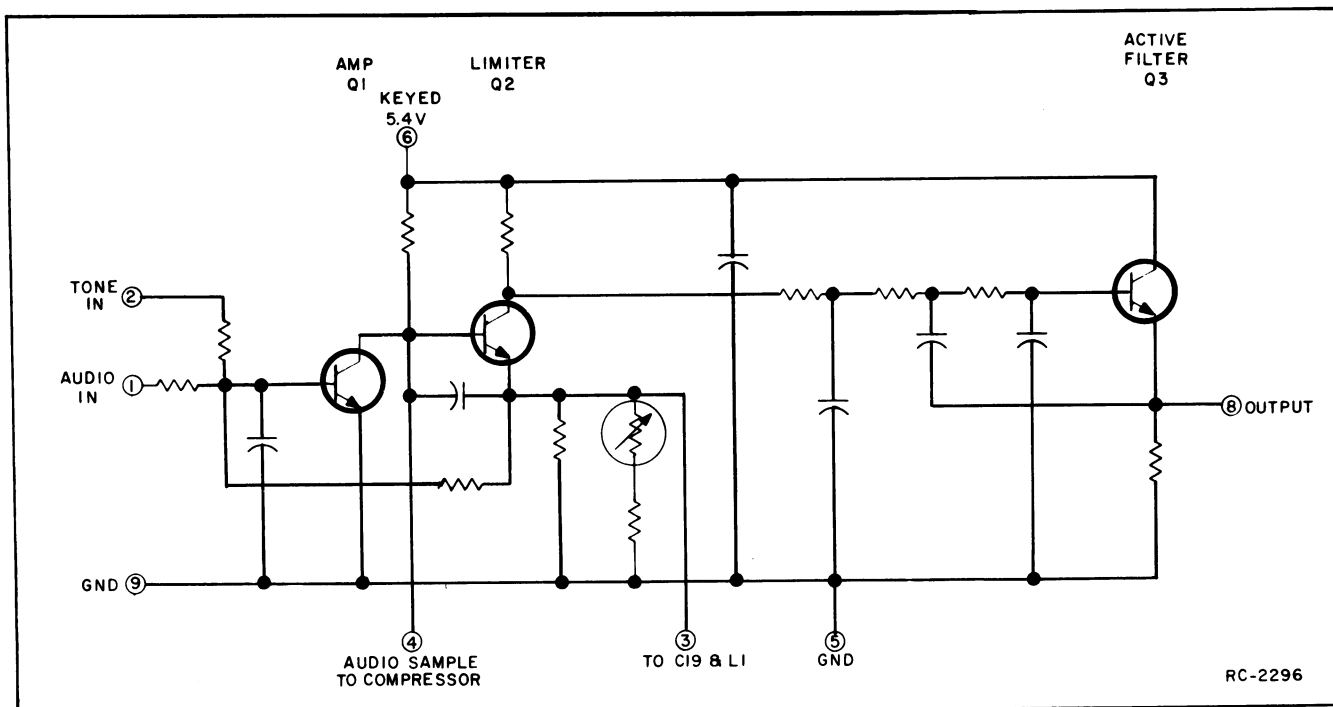 AMP
Q1
LIMITER
Q2
ACTIVE
FILTER
Q3
KEYED
5.4V
6
TONE
IN
2
AUDIO
IN
1
8 OUTPUT
GND 9
4
AUDIO SAMPLE
TO COMPRESSOR
3
TO C19 & L1
5
GND
RC-2296